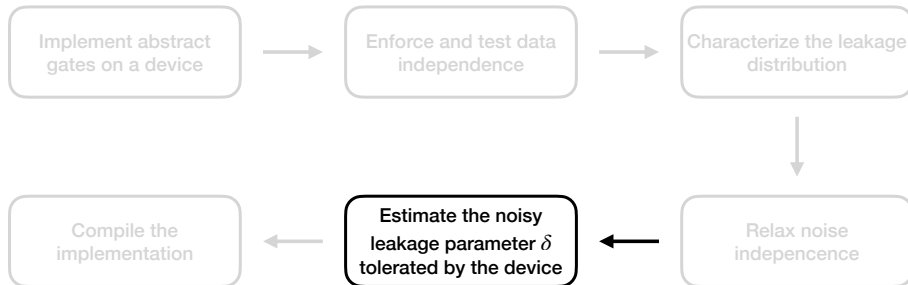 Implement abstract
gates on a device
Enforce and test data
independence
Characterize the leakage
distribution
Compile the
implementation
Estimate the noisy
leakage parameter δ
tolerated by the device
Relax noise
indepencence